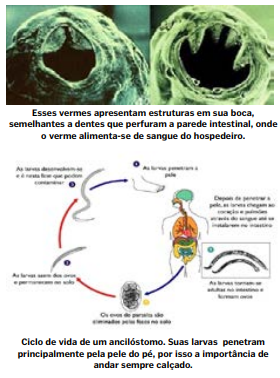 Esses vermes apresentam estruturas em sua boca,
semelhantes a dentes que perfuram a parede intestinal, onde
o verme alimenta-se de sangue do hospedeiro.
As larvas desenvolvem-se
e é nesta fase que podem
contaminar
As larvas penetram a
pele
Depois de penetrar a
pele, as larvas chegam ao
coração e pulmões
através do sangue até se
instalarem no intestino
As larvas saem dos ovos
e permanecem no solo
As larvas tornam-se
adultas no intestino e
formam ovos
Os ovos do parasita são
eliminados pelas fezes no solo
Ciclo de vida de um ancilóstomo. Suas larvas penetram
principalmente pela pele do pé, por isso a importância de
andar sempre calçado.